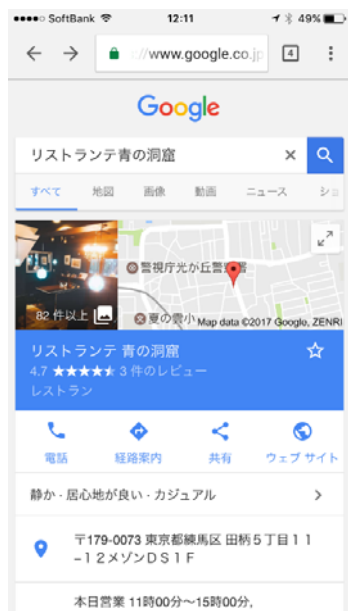 SoftBank 12:11 49%
://www.google.co.jp 4
Google
リストランテ青の洞窟
すべて 地図 画像 動画 ニュース ショ
警視庁光が丘警察署
夏の雲小
82 件以上
Map data ©2017 Google, ZENRI
リストランテ 青の洞窟
4.7 ★★★★★ 3 件のレビュー
レストラン
電話 経路案内 共有 ウェブ サイト
静か · 居心地が良い · カジュアル
〒179-0073 東京都練馬区 田柄５丁目１１
−１２メゾンＤＳ１Ｆ
本日営業 11時00分～15時00分,